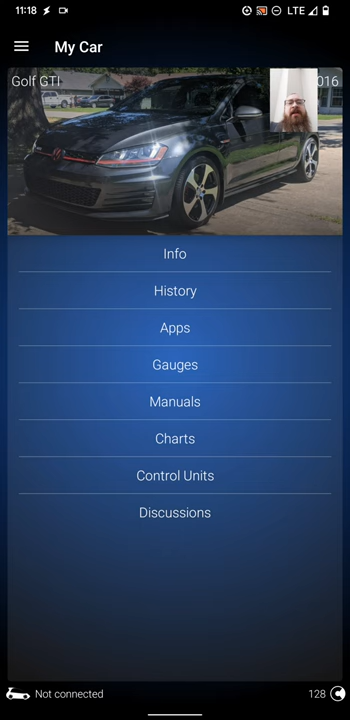 11:18
LTE
My Car
Golf GTI
016
Info
History
Apps
Gauges
Manuals
Charts
Control Units
Discussions
Not connected
128